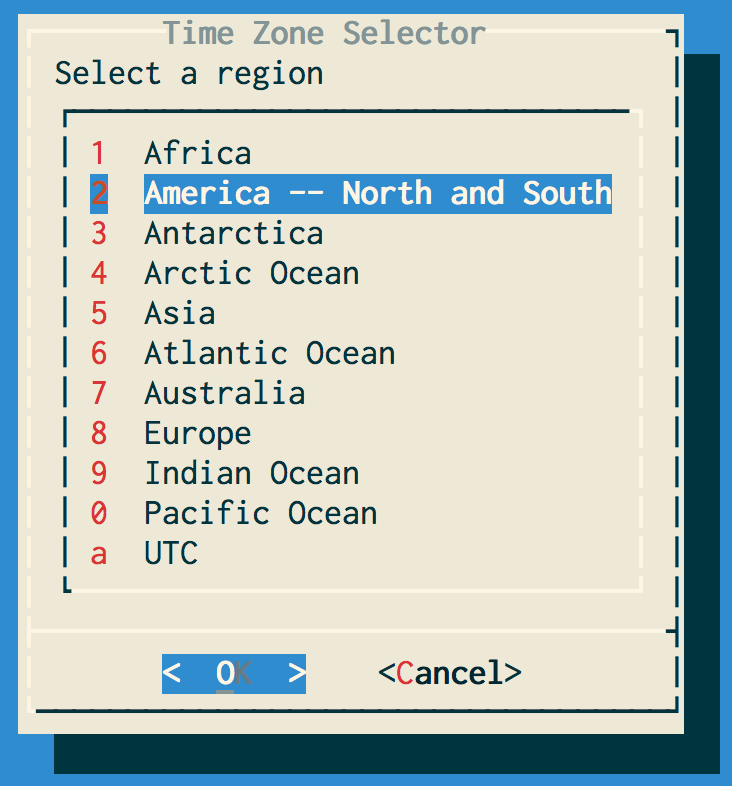 Time Zone Selector
Select a region
1 Africa
2 America -- North and South
3 Antarctica
4 Arctic Ocean
5 Asia
6 Atlantic Ocean
7 Australia
8 Europe
9 Indian Ocean
0 Pacific Ocean
a UTC
< OK > <Cancel>